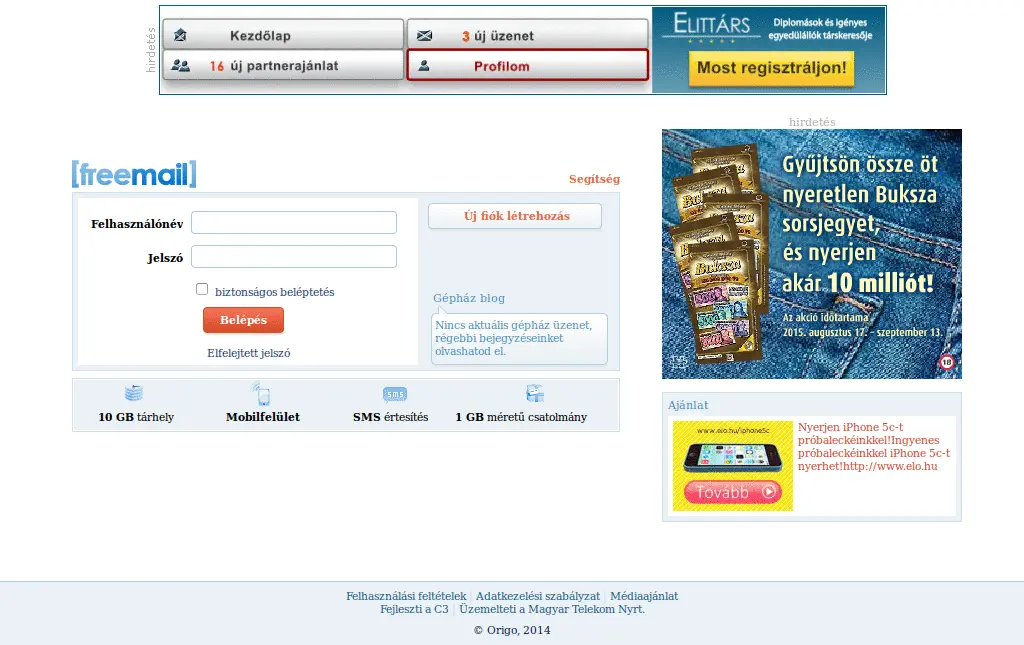 hirdetés
Kezdőlap
3 új üzenet
16 új partnerajánlat
Profilom
ELITTÁRS
Diplomások és igényes
egyedülállók társkeresője
Most regisztráljon!
hirdetés
[freemail]
Segítség
Felhasználónév
Jelszó
biztonságos beléptetés
Belépés
Elfelejtett jelszó
Új fiók létrehozás
Gépház blog
Nincs aktuális gépház üzenet,
régebbi bejegyzéseinket
olvashatod el.
sms
10 GB tárhely
Mobilfelület
SMS értesítés
1 GB méretű csatolmány
Gyűjtsön össze öt
nyeretlen Buksza
sorsjegyet,
és nyerjen
akár 10 milliót!
Az akció időtartama:
2015. augusztus 17. – szeptember 13.
Buksza
18
Ajánlat
www.elo.hu/iphone5c
Tovább
Nyerjen iPhone 5c-t
próbaleckéinkkel!Ingyenes
próbaleckéinkkel iPhone 5c-t
nyerhet!http://www.elo.hu
Felhasználási feltételek | Adatkezelési szabályzat | Médiaajánlat
Fejleszti a C3 | Üzemelteti a Magyar Telekom Nyrt.
© Origo, 2014